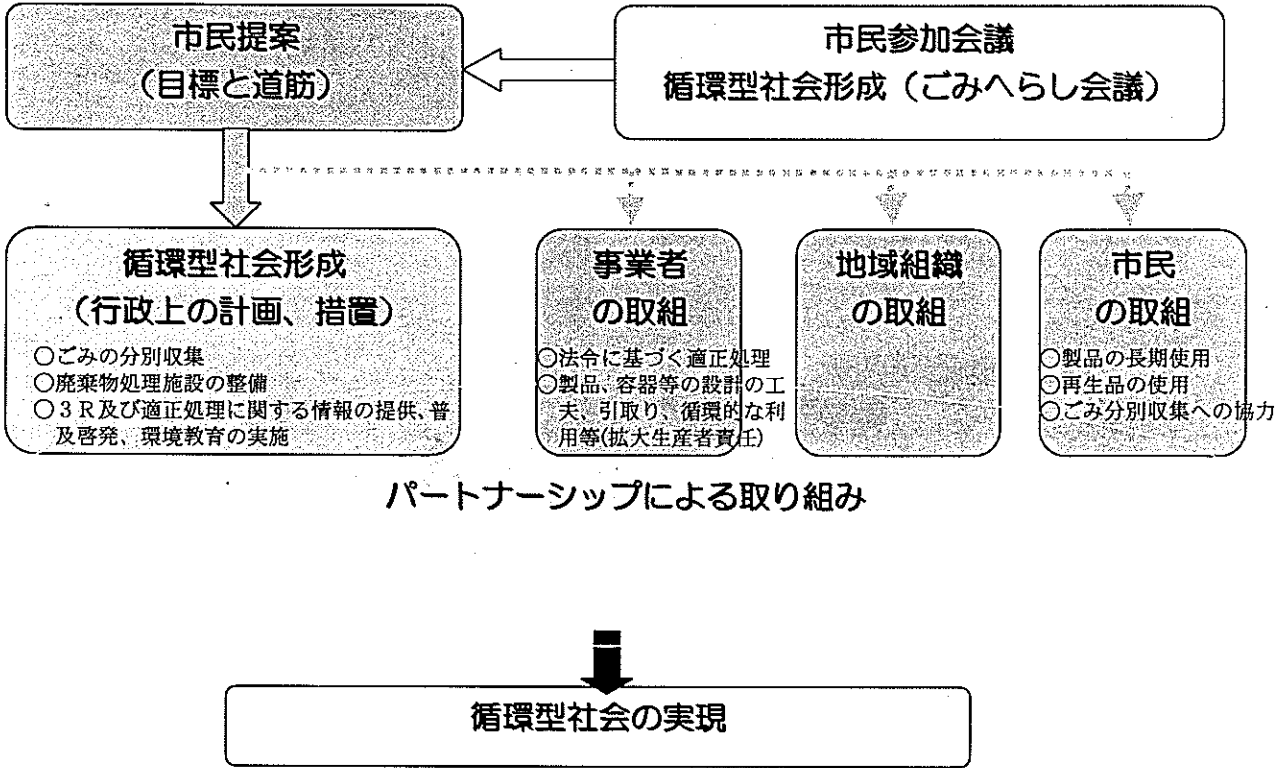 市民提案
（目標と道筋）
市民参加会議
循環型社会形成（ごみへらし会議）
循環型社会形成
（行政上の計画、措置）
○ごみの分別収集
○廃棄物処理施設の整備
○３Ｒ及び適正処理に関する情報の提供、普
及啓発、環境教育の実施
事業者
の取組
○法令に基づく適正処理
○製品、容器等の設計の工
夫、引取り、循環的な利
用等(拡大生産者責任)
地域組織
の取組
市民
の取組
○製品の長期使用
○再生品の使用
○ごみ分別収集への協力
パートナーシップによる取り組み
循環型社会の実現